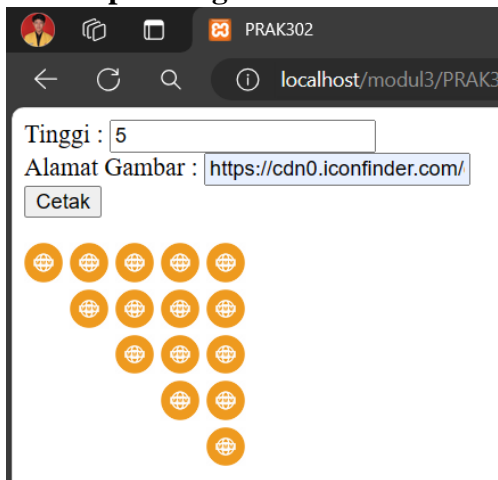 PRAK302
localhost/modul3/PRAK3
Tinggi : 5
Alamat Gambar : https://cdn0.iconfinder.com/
Cetak